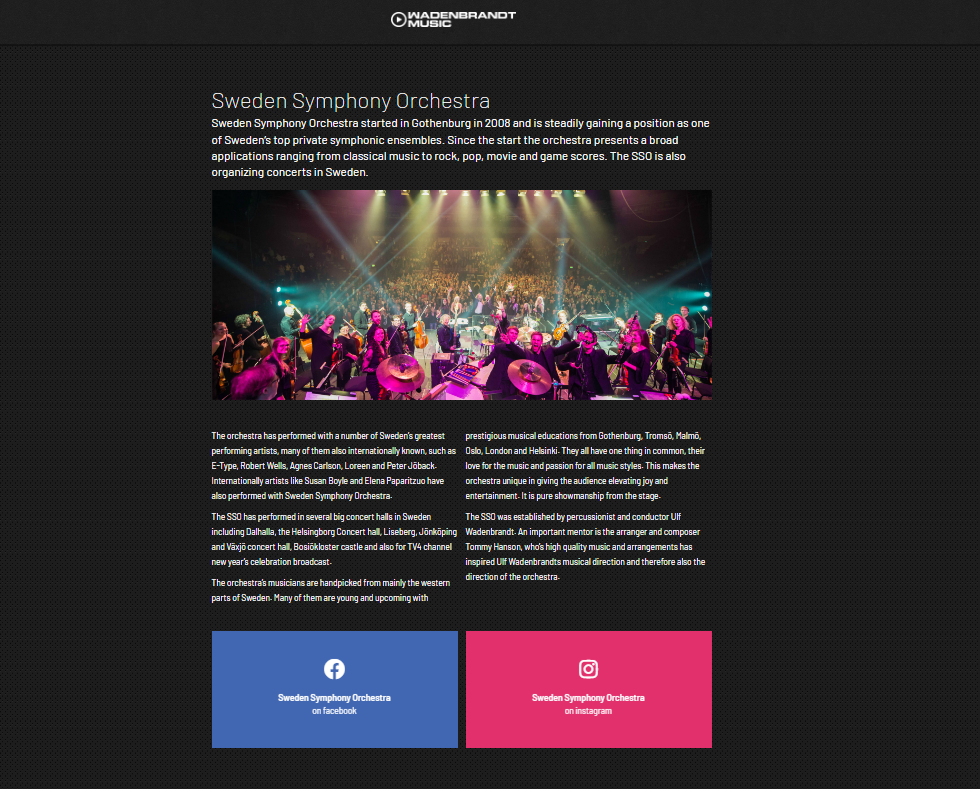 WADENBRANDT
MUSIC
Sweden Symphony Orchestra
Sweden Symphony Orchestra started in Gothenburg in 2008 and is steadily gaining a position as one
of Sweden's top private symphonic ensembles. Since the start the orchestra presents a broad
applications ranging from classical music to rock, pop, movie and game scores. The SSO is also
organizing concerts in Sweden.
The orchestra has performed with a number of Sweden's greatest
performing artists, many of them also internationally known, such as
E-Type, Robert Wells, Agnes Carlson, Loreen and Peter Jöback.
Internationally artists like Susan Boyle and Elena Paparitzuo have
also performed with Sweden Symphony Orchestra.
The SSO has performed in several big concert halls in Sweden
including Dalhalla, the Helsingborg Concert hall, Liseberg, Jönköping
and Växjö concert hall, Bosiökloster castle and also for TV4 channel
new year's celebration broadcast.
The orchestra's musicians are handpicked from mainly the western
parts of Sweden. Many of them are young and upcoming with
prestigious musical educations from Gothenburg, Tromsö, Malmö,
Oslo, London and Helsinki. They all have one thing in common, their
love for the music and passion for all music styles. This makes the
orchestra unique in giving the audience elevating joy and
entertainment. It is pure showmanship from the stage.
The SSO was established by percussionist and conductor Ulf
Wadenbrandt. An important mentor is the arranger and composer
Tommy Hanson, who's high quality music and arrangements has
inspired Ulf Wadenbrandts musical direction and therefore also the
direction of the orchestra.
Sweden Symphony Orchestra
on facebook
Sweden Symphony Orchestra
on instagram